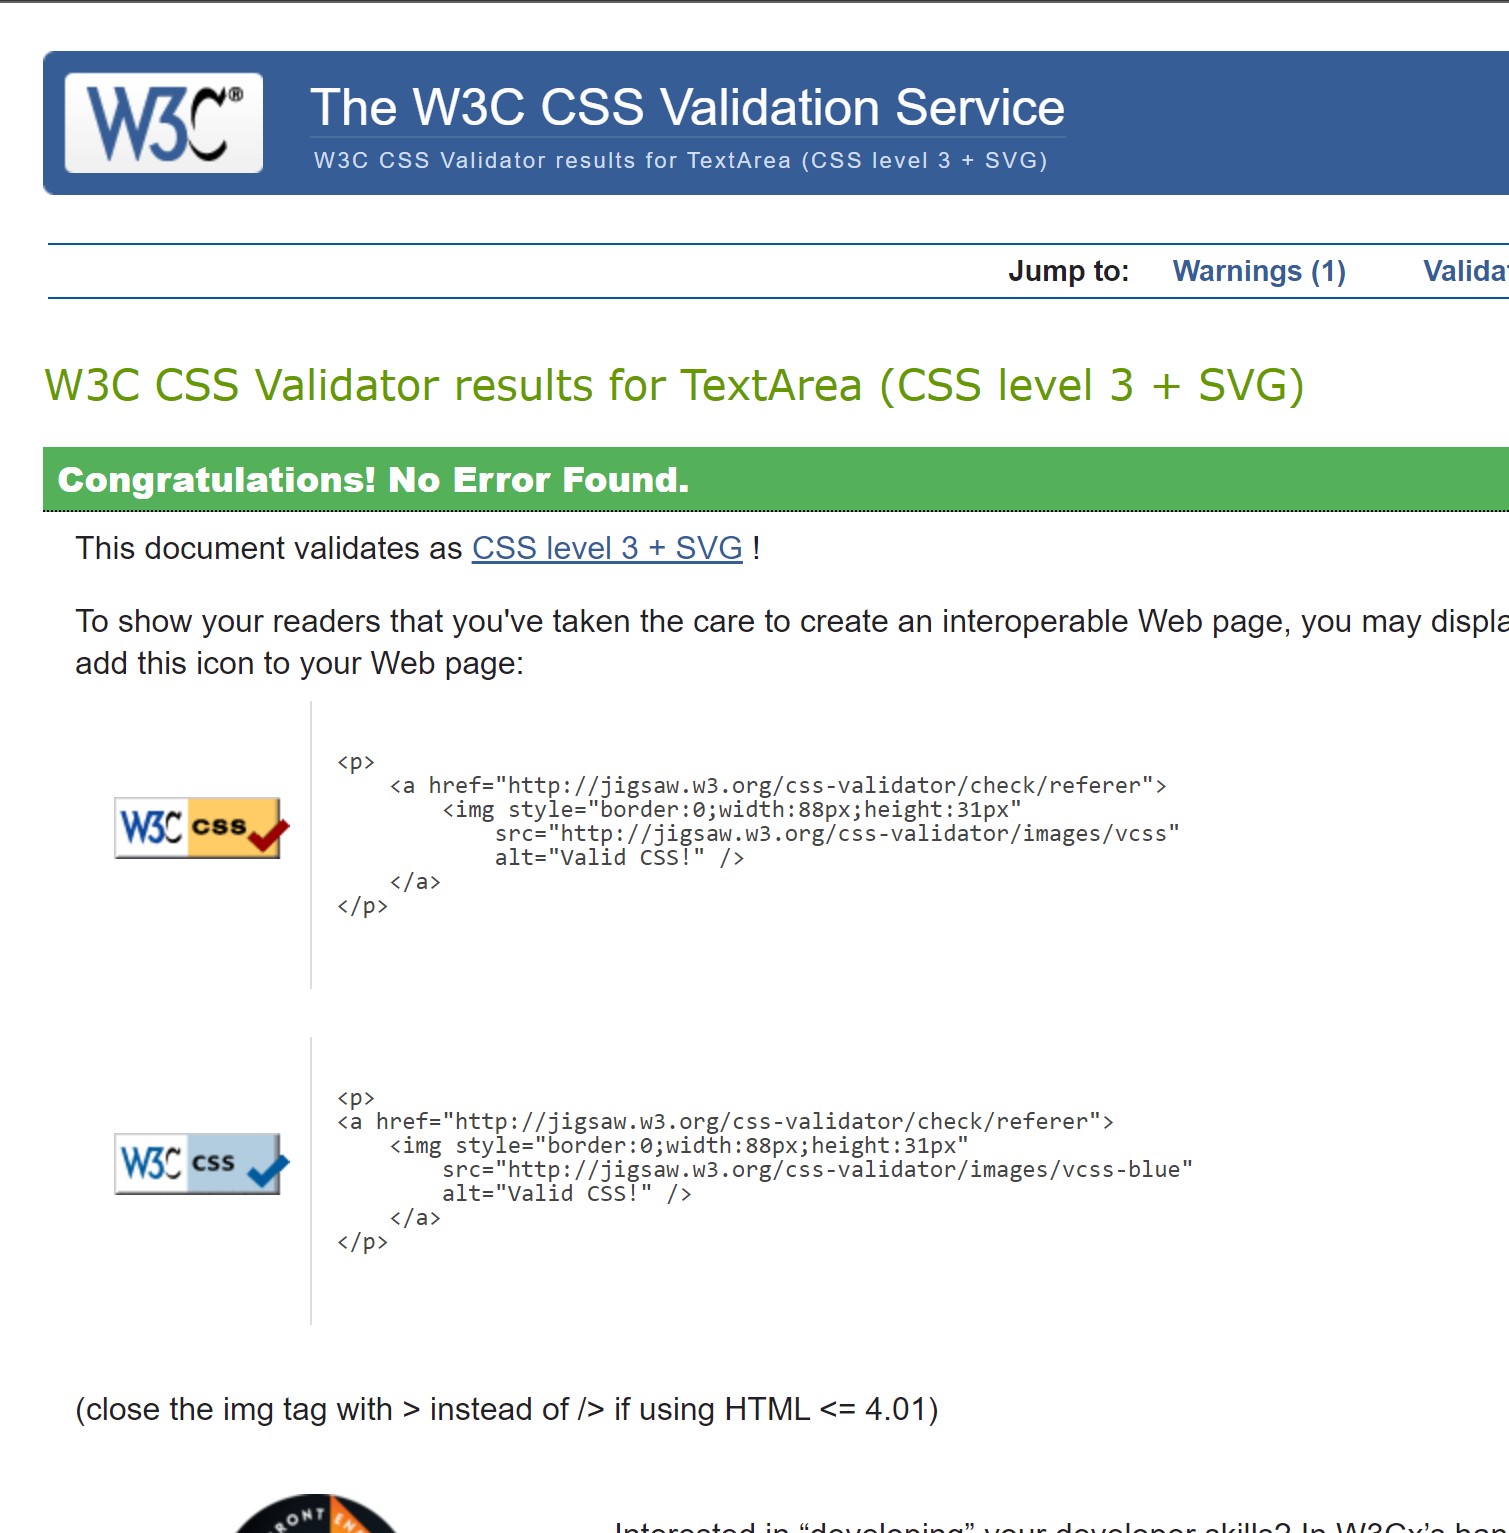 W3C®
The W3C CSS Validation Service
W3C CSS Validator results for TextArea (CSS level 3 + SVG)
Jump to: Warnings (1) Valida
W3C CSS Validator results for TextArea (CSS level 3 + SVG)
Congratulations! No Error Found.
This document validates as CSS level 3 + SVG !
To show your readers that you've taken the care to create an interoperable Web page, you may displa
add this icon to your Web page:
W3C css
<p>
    <a href="http://jigsaw.w3.org/css-validator/check/referer">
        <img style="border:0;width:88px;height:31px"
            src="http://jigsaw.w3.org/css-validator/images/vcss"
            alt="Valid CSS!" />
    </a>
</p>
W3C css
<p>
<a href="http://jigsaw.w3.org/css-validator/check/referer">
    <img style="border:0;width:88px;height:31px"
        src="http://jigsaw.w3.org/css-validator/images/vcss-blue"
        alt="Valid CSS!" />
    </a>
</p>
(close the img tag with > instead of /> if using HTML <= 4.01)
Interested in “developing” your developer skills? In W3Cx’s